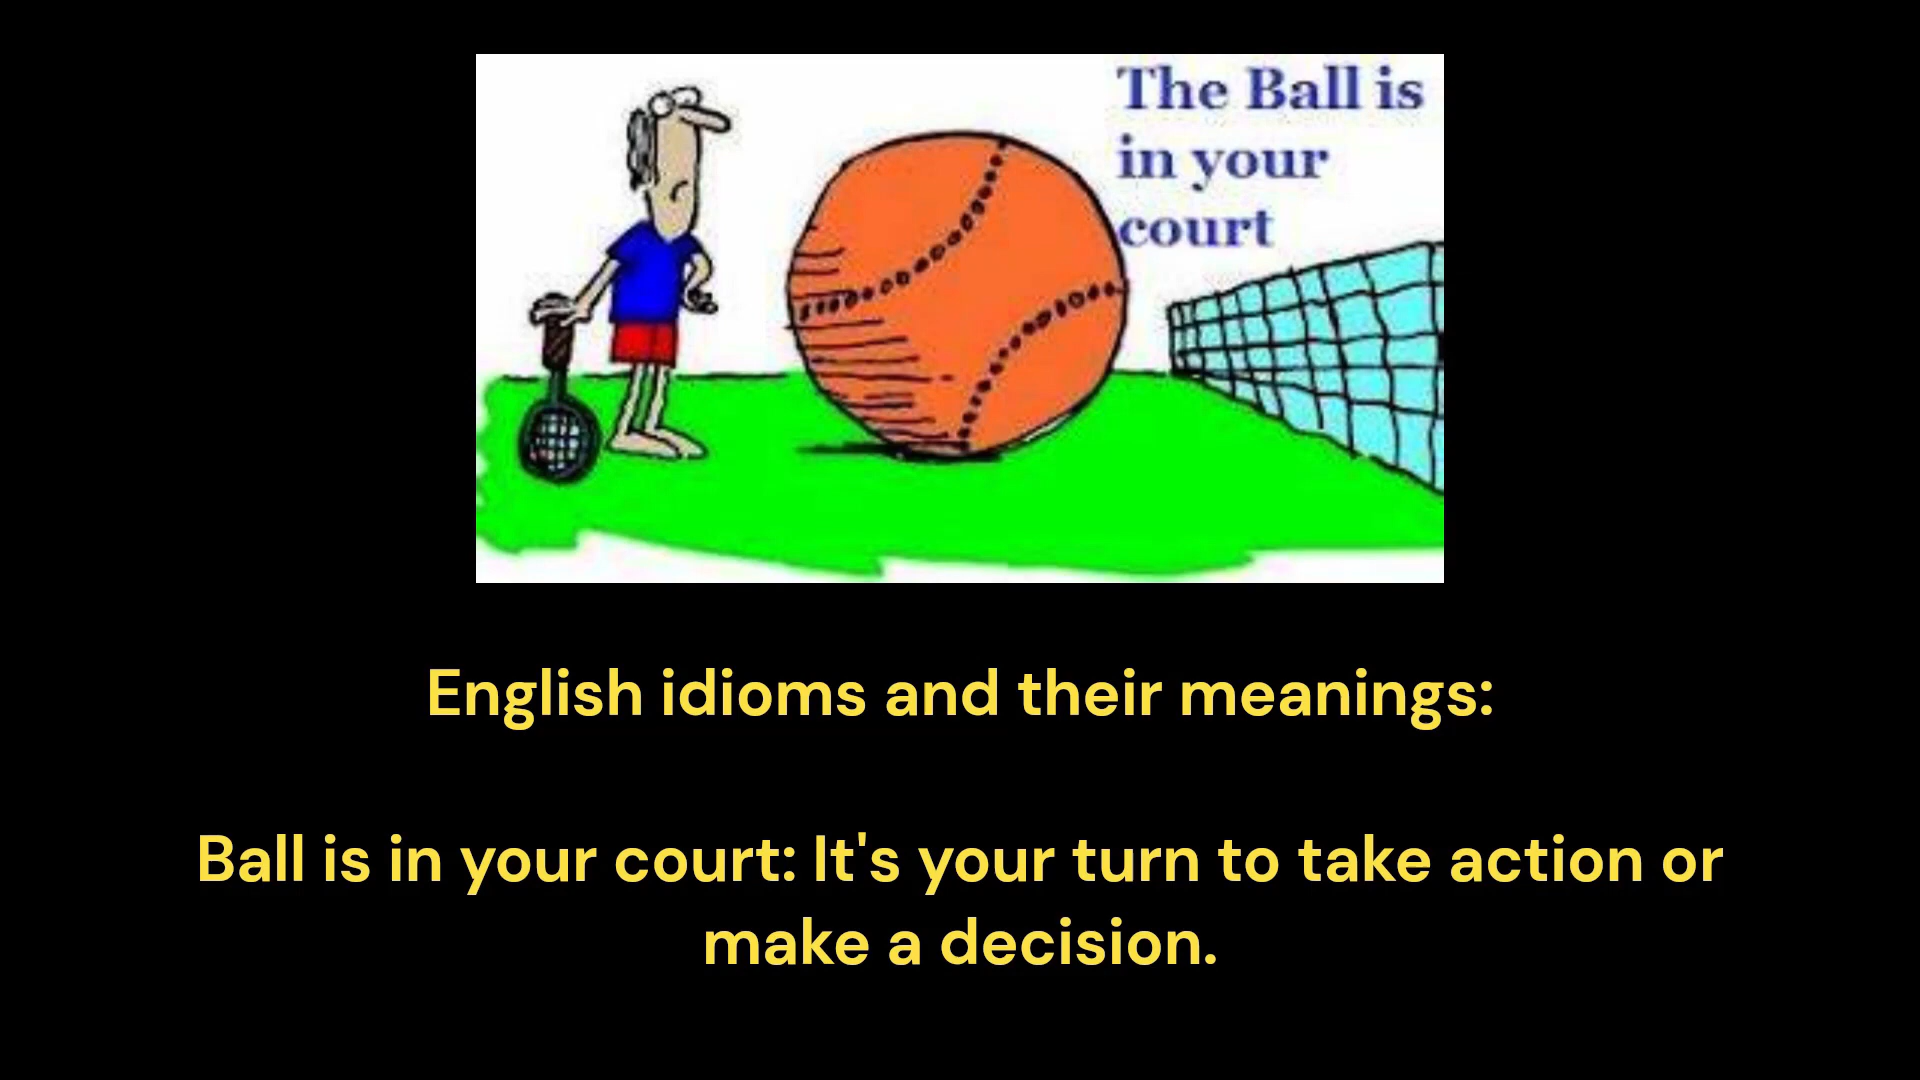 The Ball is
in your
court
English idioms and their meanings:
Ball is in your court: It's your turn to take action or
make a decision.